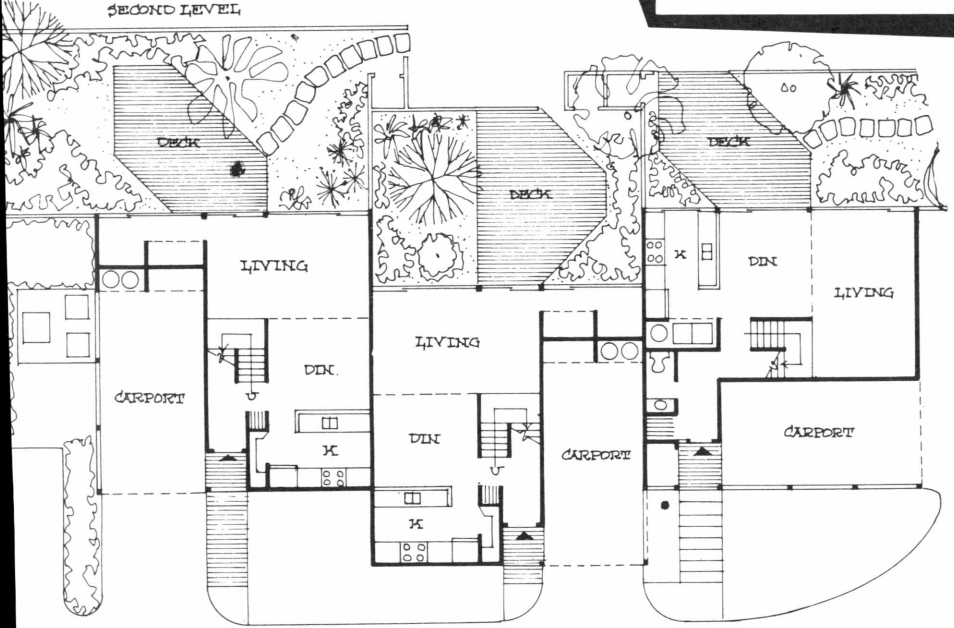 SECOND LEVEL
DECK
DECK
DECK
LIVING
DIN.
CARPORT
K
LIVING
DIN
K
CARPORT
K
DIN
LIVING
CARPORT